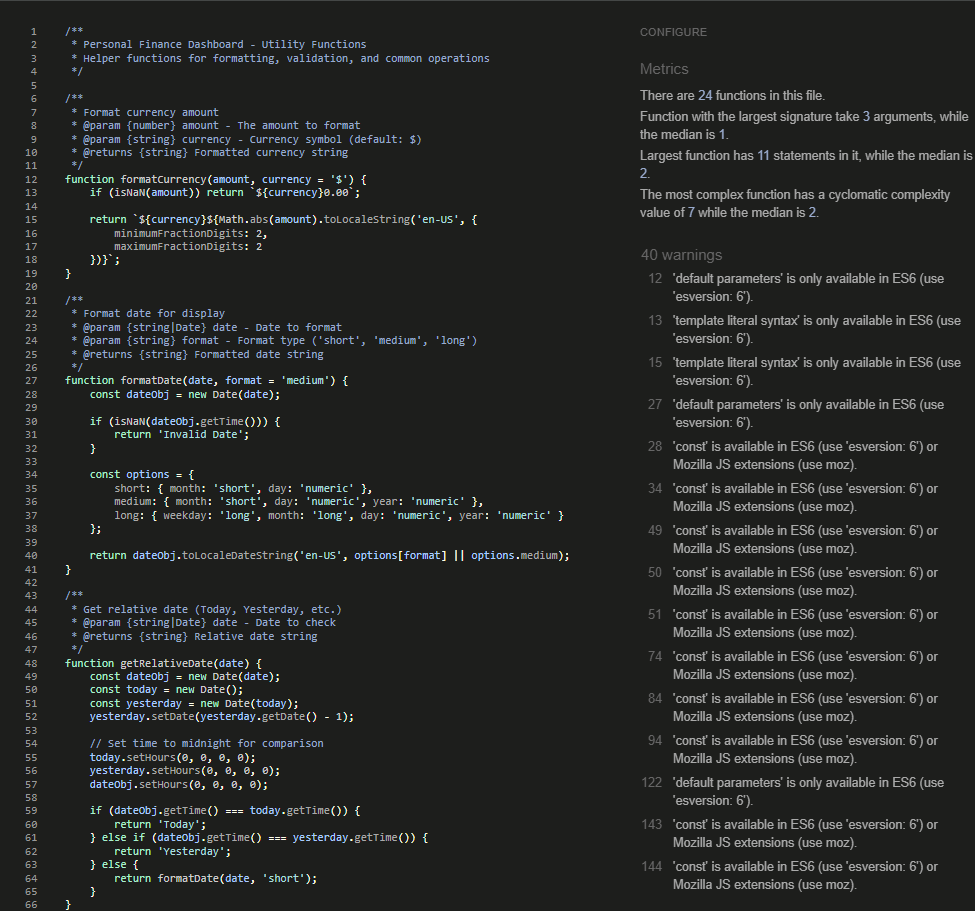 1 /**
2  * Personal Finance Dashboard - Utility Functions
3  * Helper functions for formatting, validation, and common operations
4  */
5
6 /**
7  * Format currency amount
8  * @param {number} amount - The amount to format
9  * @param {string} currency - Currency symbol (default: $)
10  * @returns {string} Formatted currency string
11  */
12 function formatCurrency(amount, currency = '$') {
13     if (isNaN(amount)) return `${currency}0.00`;
14
15     return `${currency}${Math.abs(amount).toLocaleString('en-US', {
16         minimumFractionDigits: 2,
17         maximumFractionDigits: 2
18     })}`;
19 }
20
21 /**
22  * Format date for display
23  * @param {string|Date} date - Date to format
24  * @param {string} format - Format type ('short', 'medium', 'long')
25  * @returns {string} Formatted date string
26  */
27 function formatDate(date, format = 'medium') {
28     const dateObj = new Date(date);
29
30     if (isNaN(dateObj.getTime())) {
31         return 'Invalid Date';
32     }
33
34     const options = {
35         short: { month: 'short', day: 'numeric' },
36         medium: { month: 'short', day: 'numeric', year: 'numeric' },
37         long: { weekday: 'long', month: 'long', day: 'numeric', year: 'numeric' }
38     };
39
40     return dateObj.toLocaleDateString('en-US', options[format] || options.medium);
41 }
42
43 /**
44  * Get relative date (Today, Yesterday, etc.)
45  * @param {string|Date} date - Date to check
46  * @returns {string} Relative date string
47  */
48 function getRelativeDate(date) {
49     const dateObj = new Date(date);
50     const today = new Date();
51     const yesterday = new Date(today);
52     yesterday.setDate(yesterday.getDate() - 1);
53
54     // Set time to midnight for comparison
55     today.setHours(0, 0, 0, 0);
56     yesterday.setHours(0, 0, 0, 0);
57     dateObj.setHours(0, 0, 0, 0);
58
59     if (dateObj.getTime() === today.getTime()) {
60         return 'Today';
61     } else if (dateObj.getTime() === yesterday.getTime()) {
62         return 'Yesterday';
63     } else {
64         return formatDate(date, 'short');
65     }
66 }
CONFIGURE
Metrics
There are 24 functions in this file.
Function with the largest signature take 3 arguments, while
the median is 1.
Largest function has 11 statements in it, while the median is
2.
The most complex function has a cyclomatic complexity
value of 7 while the median is 2.
40 warnings
12 'default parameters' is only available in ES6 (use
'esversion: 6').
13 'template literal syntax' is only available in ES6 (use
'esversion: 6').
15 'template literal syntax' is only available in ES6 (use
'esversion: 6').
27 'default parameters' is only available in ES6 (use
'esversion: 6').
28 'const' is available in ES6 (use 'esversion: 6') or
Mozilla JS extensions (use moz).
34 'const' is available in ES6 (use 'esversion: 6') or
Mozilla JS extensions (use moz).
49 'const' is available in ES6 (use 'esversion: 6') or
Mozilla JS extensions (use moz).
50 'const' is available in ES6 (use 'esversion: 6') or
Mozilla JS extensions (use moz).
51 'const' is available in ES6 (use 'esversion: 6') or
Mozilla JS extensions (use moz).
74 'const' is available in ES6 (use 'esversion: 6') or
Mozilla JS extensions (use moz).
84 'const' is available in ES6 (use 'esversion: 6') or
Mozilla JS extensions (use moz).
94 'const' is available in ES6 (use 'esversion: 6') or
Mozilla JS extensions (use moz).
122 'default parameters' is only available in ES6 (use
'esversion: 6').
143 'const' is available in ES6 (use 'esversion: 6') or
Mozilla JS extensions (use moz).
144 'const' is available in ES6 (use 'esversion: 6') or
Mozilla JS extensions (use moz).